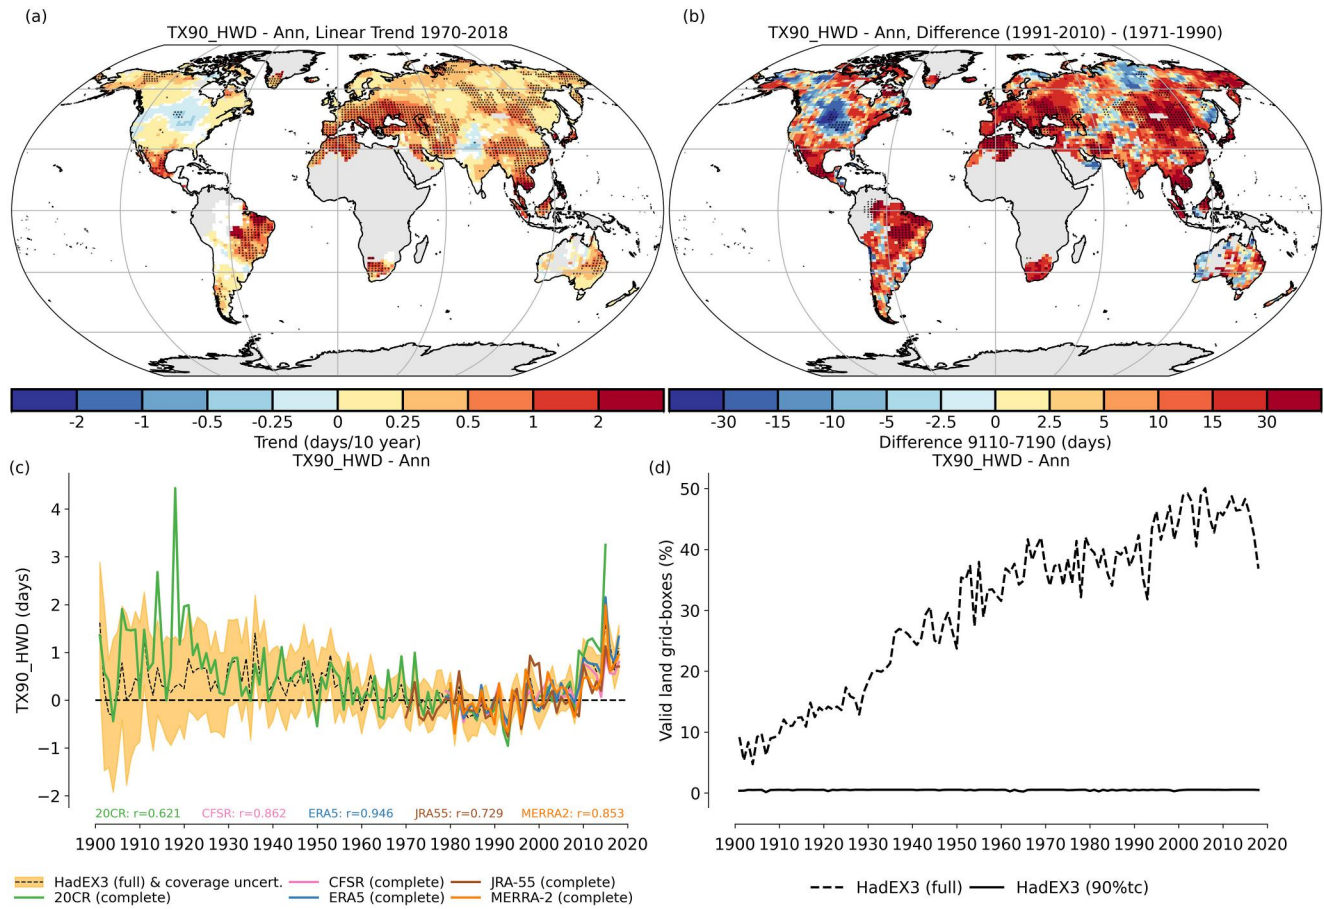 (a)
TX90_HWD - Ann, Linear Trend 1970-2018
-2 -1 -0.5 -0.25 0 0.25 0.5 1 2
Trend (days/10 year)
(b)
TX90_HWD - Ann, Difference (1991-2010) - (1971-1990)
-30 -15 -10 -5 -2.5 0 2.5 5 10 15 30
Difference 9110-7190 (days)
(c)
TX90_HWD - Ann
TX90_HWD (days)
4
3
2
1
0
−1
−2
20CR: r=0.621 CFSR: r=0.862 ERA5: r=0.946 JRA55: r=0.729 MERRA2: r=0.853
1900 1910 1920 1930 1940 1950 1960 1970 1980 1990 2000 2010 2020
HadEX3 (full) & coverage uncert. CFSR (complete) JRA-55 (complete)
20CR (complete) ERA5 (complete) MERRA-2 (complete)
(d)
TX90_HWD - Ann
Valid land grid-boxes (%)
50
40
30
20
10
0
1900 1910 1920 1930 1940 1950 1960 1970 1980 1990 2000 2010 2020
HadEX3 (full) HadEX3 (90%tc)